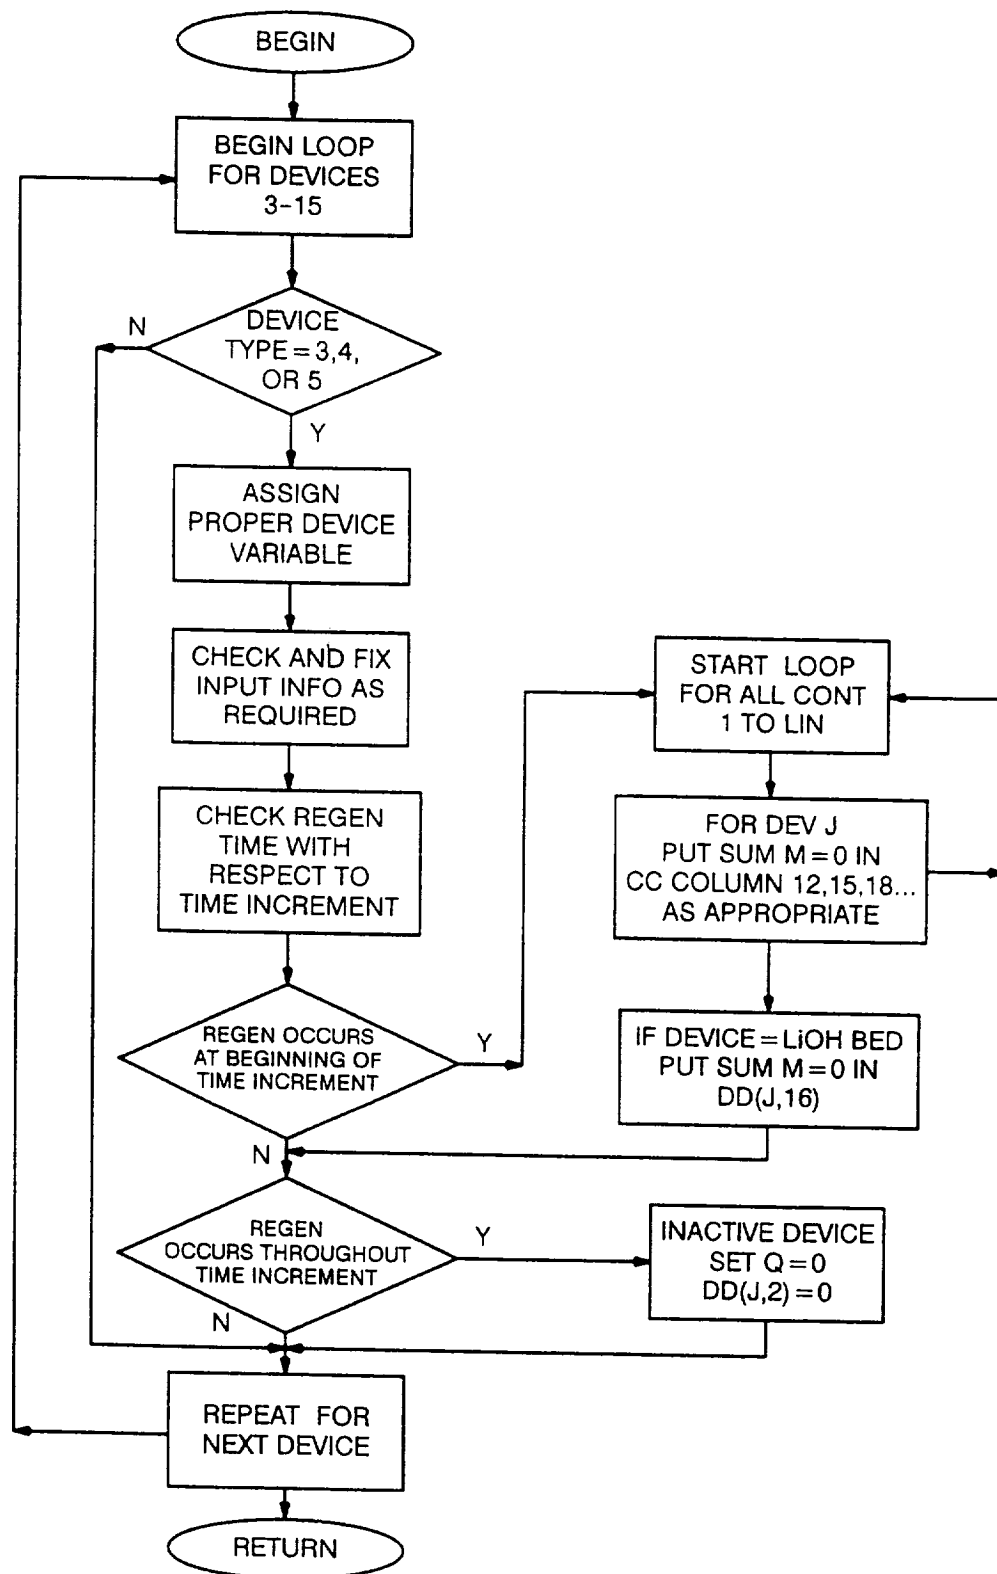 BEGIN
BEGIN LOOP
FOR DEVICES
3-15
N
DEVICE
TYPE=3,4,
OR 5
Y
ASSIGN
PROPER DEVICE
VARIABLE
CHECK AND FIX
INPUT INFO AS
REQUIRED
CHECK REGEN
TIME WITH
RESPECT TO
TIME INCREMENT
REGEN OCCURS
AT BEGINNING OF
TIME INCREMENT
Y
START LOOP
FOR ALL CONT
1 TO LIN
FOR DEV J
PUT SUM M=0 IN
CC COLUMN 12,15,18...
AS APPROPRIATE
IF DEVICE=LiOH BED
PUT SUM M=0 IN
DD(J,16)
N
REGEN
OCCURS THROUGHOUT
TIME INCREMENT
Y
INACTIVE DEVICE
SET Q=0
DD(J,2)=0
N
REPEAT FOR
NEXT DEVICE
RETURN